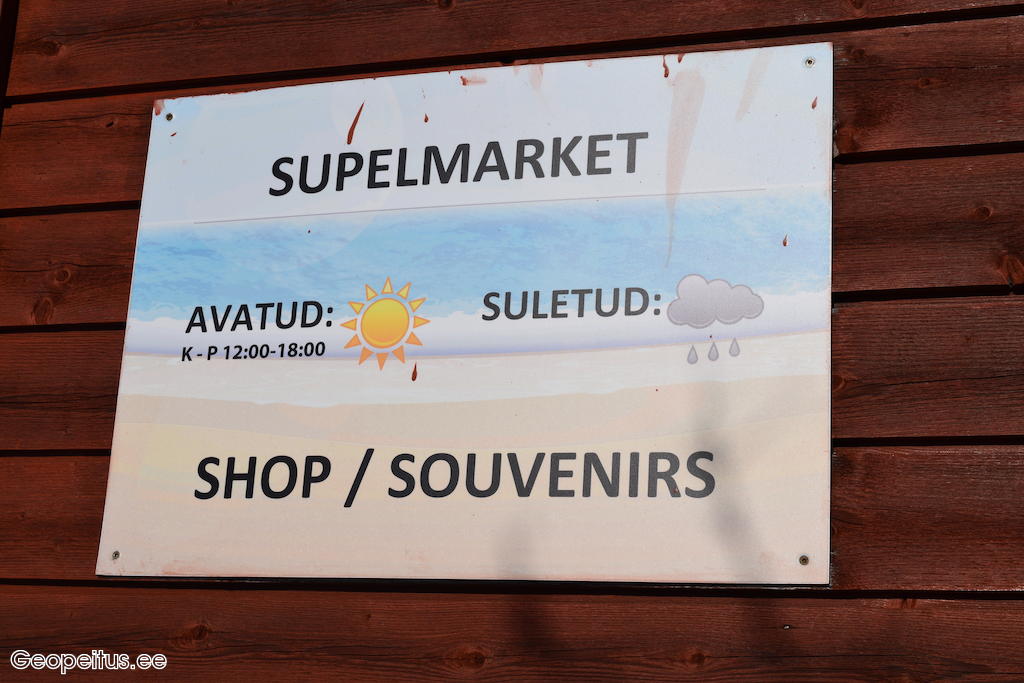 SUPELMARKET
AVATUD:
K - P 12:00-18:00
SULETUD:
SHOP / SOUVENIRS
Geopeitus.ee